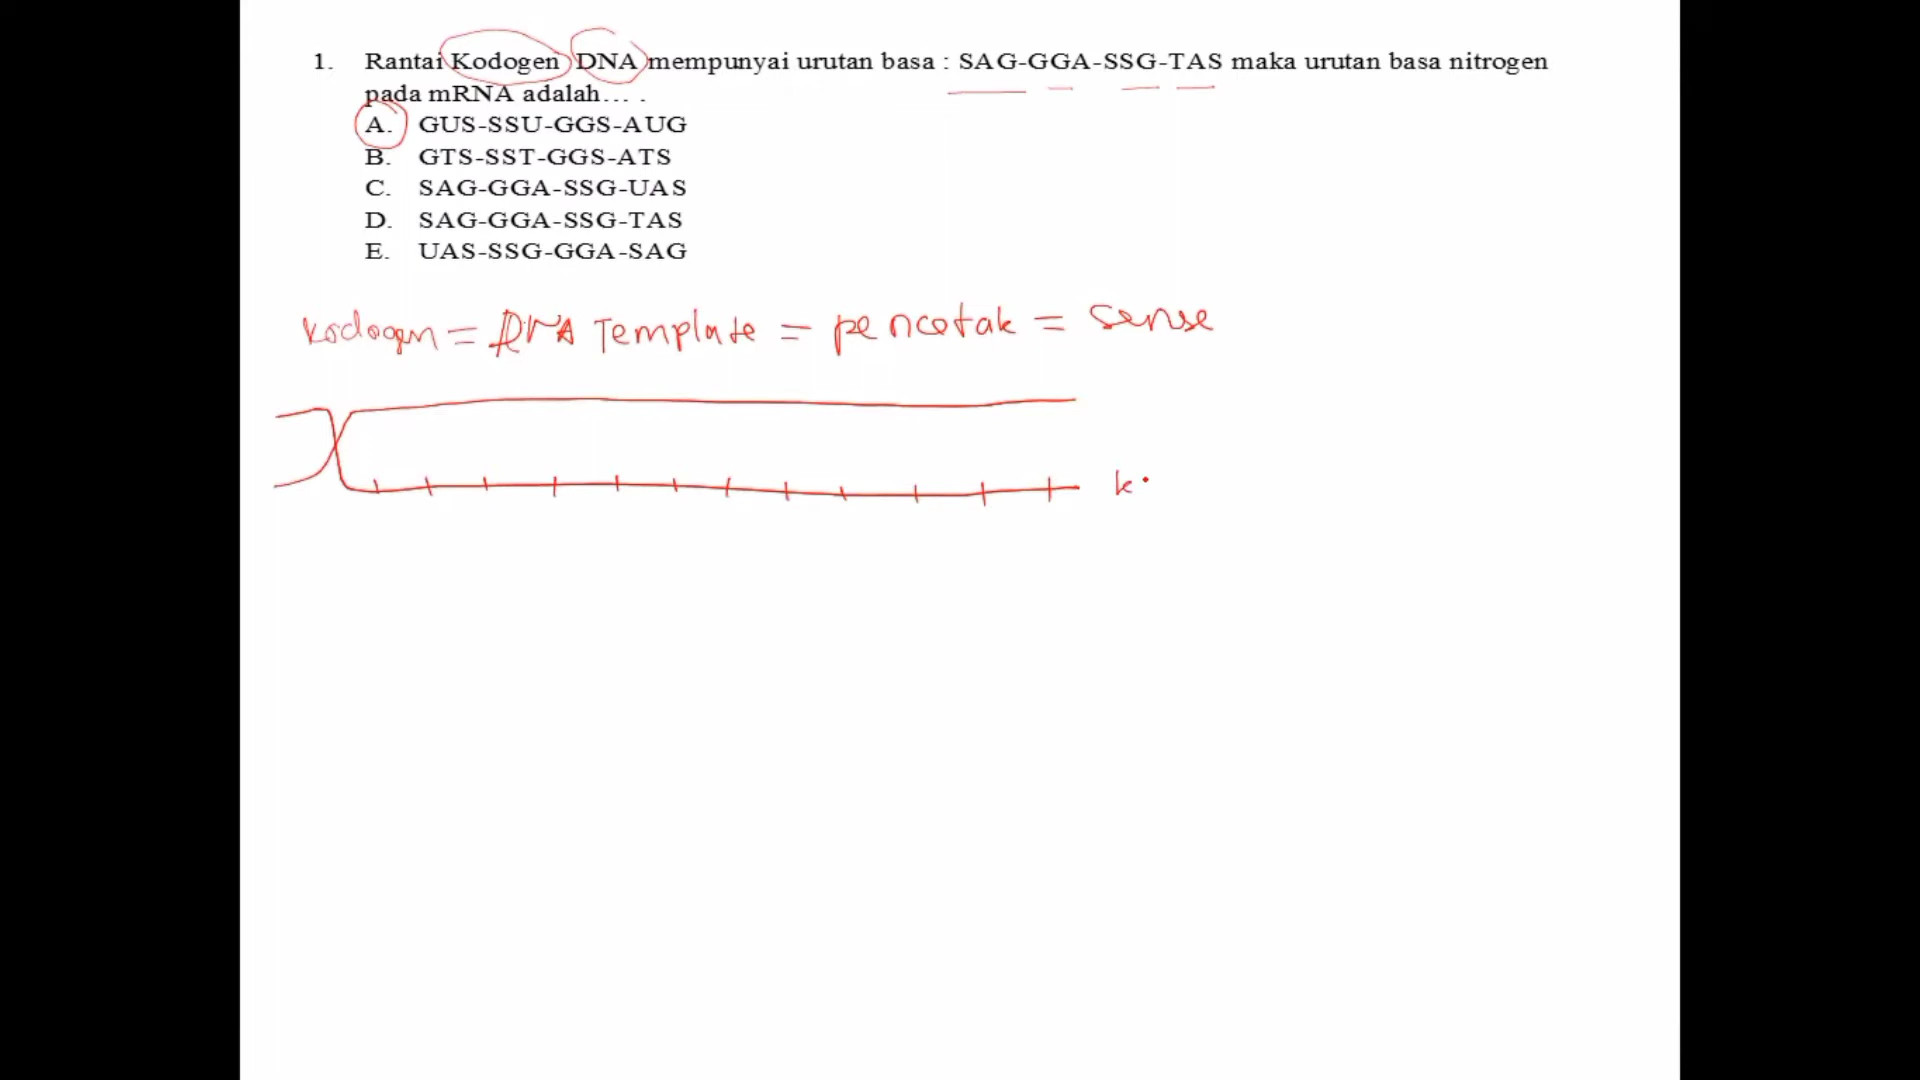 1. Rantai Kodogen DNA mempunyai urutan basa : SAG-GGA-SSG-TAS maka urutan basa nitrogen
pada mRNA adalah... .
A. GUS-SSU-GGS-AUG
B. GTS-SST-GGS-ATS
C. SAG-GGA-SSG-UAS
D. SAG-GGA-SSG-TAS
E. UAS-SSG-GGA-SAG
Kodogen = DNA Template = pencetak = sense
k